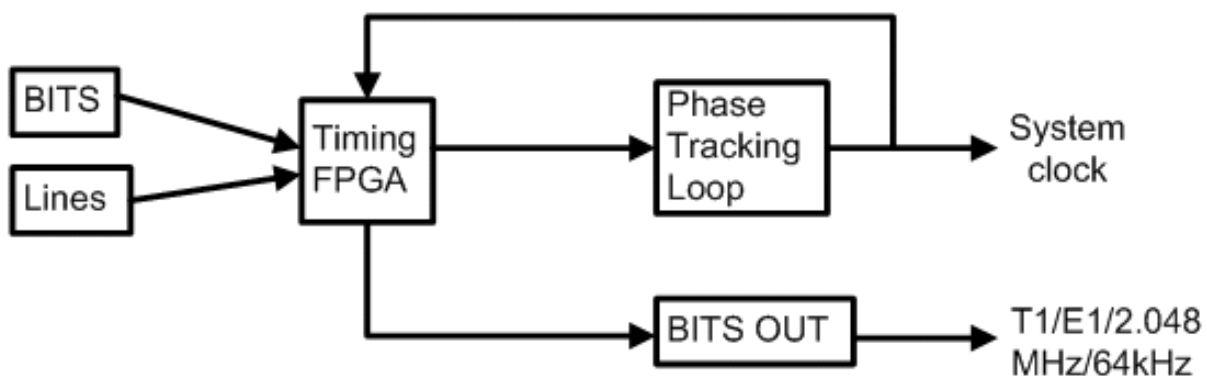 BITS
Lines
Timing
FPGA
Phase
Tracking
Loop
System
clock
BITS OUT
T1/E1/2.048
MHz/64kHz